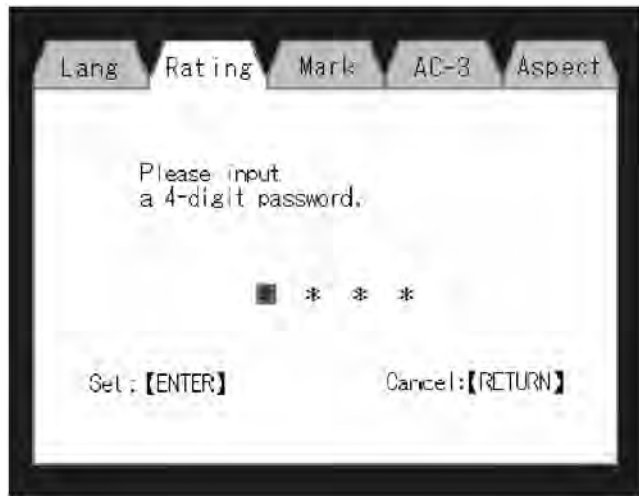 Lang Rating Mark AC-3 Aspect
Please input
a 4-digit password.
* * *
Set:【ENTER】 Cancel:【RETURN】